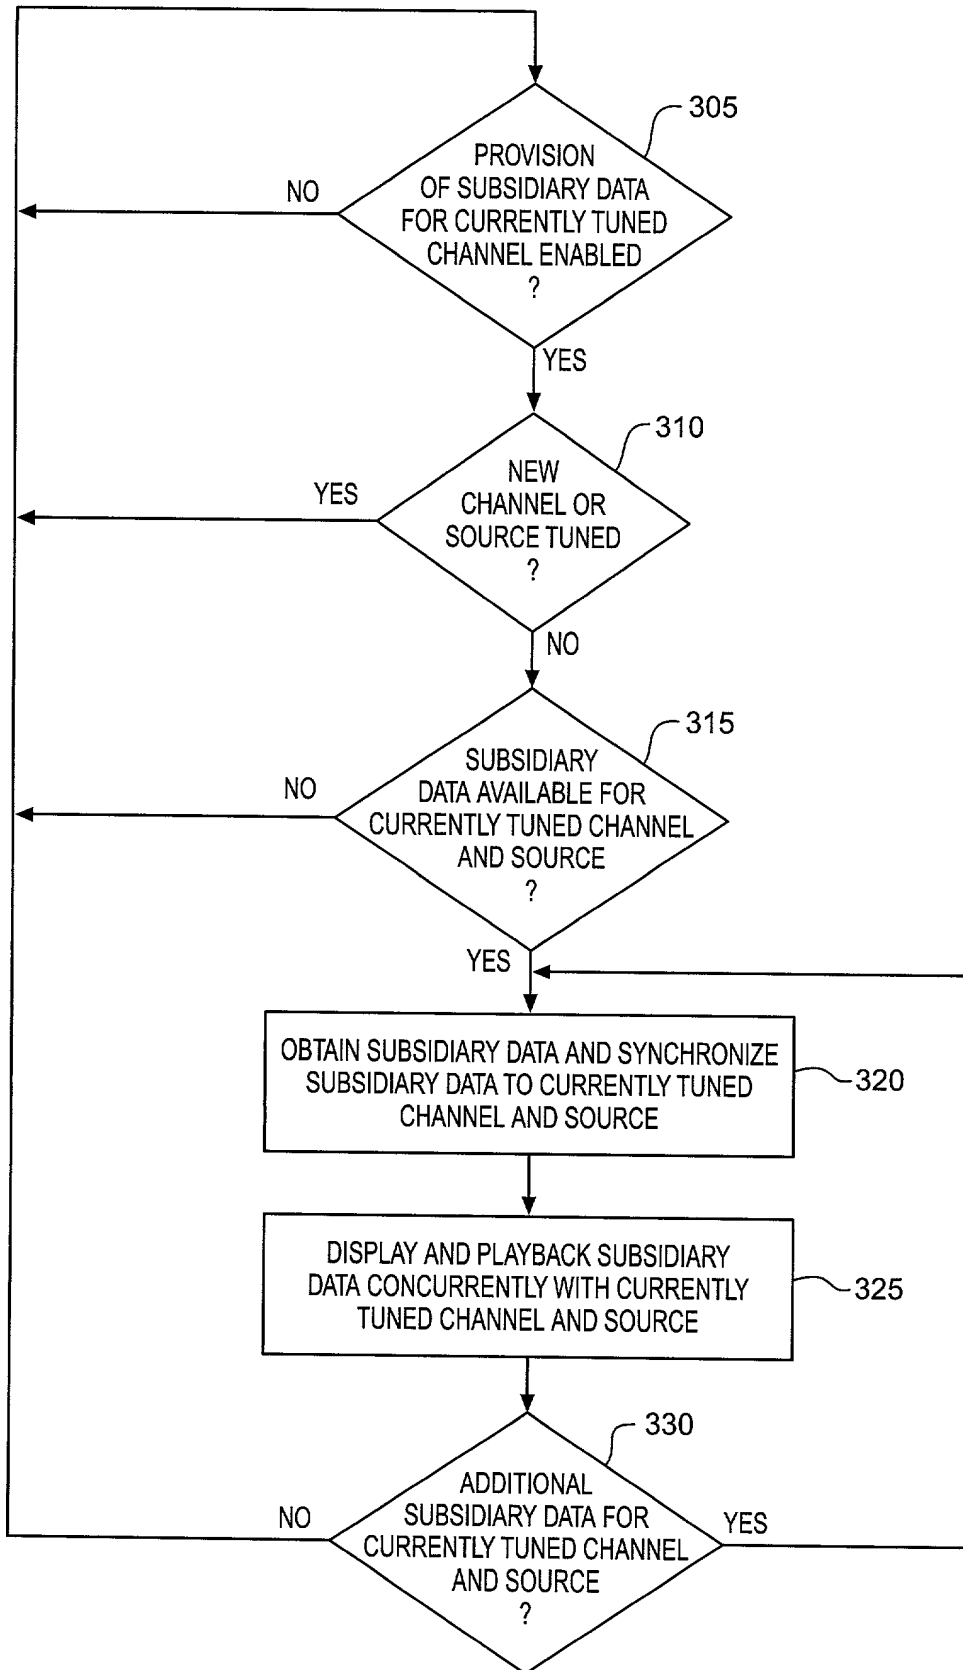 305
PROVISION
OF SUBSIDIARY DATA
FOR CURRENTLY TUNED
CHANNEL ENABLED
?
NO
YES
310
NEW
CHANNEL OR
SOURCE TUNED
?
YES
NO
315
SUBSIDIARY
DATA AVAILABLE FOR
CURRENTLY TUNED CHANNEL
AND SOURCE
?
NO
YES
OBTAIN SUBSIDIARY DATA AND SYNCHRONIZE
SUBSIDIARY DATA TO CURRENTLY TUNED
CHANNEL AND SOURCE
320
DISPLAY AND PLAYBACK SUBSIDIARY
DATA CONCURRENTLY WITH CURRENTLY
TUNED CHANNEL AND SOURCE
325
330
ADDITIONAL
SUBSIDIARY DATA FOR
CURRENTLY TUNED CHANNEL
AND SOURCE
?
NO
YES